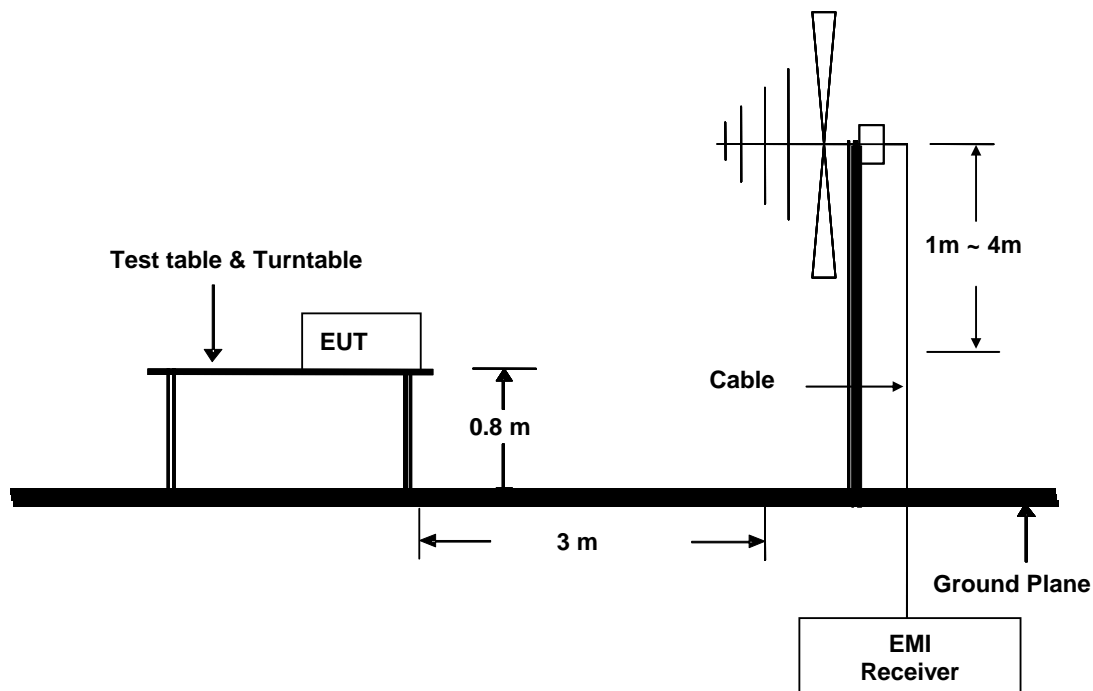 Test table & Turntable
EUT
1m ~ 4m
Cable
0.8 m
3 m
Ground Plane
EMI
Receiver